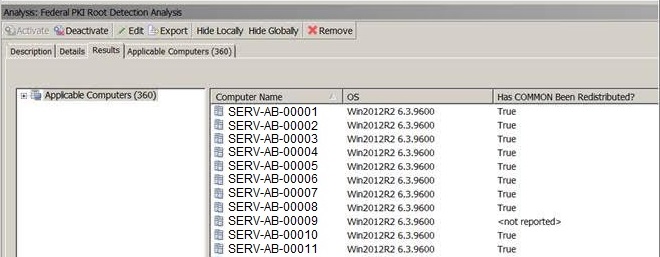 Analysis: Federal PKI Root Detection Analysis
Activate Deactivate Edit Export Hide Locally Hide Globally Remove
Description Details Results Applicable Computers (360)
Applicable Computers (360)
Computer Name OS Has COMMON Been Redistributed?
SERV-AB-00001 Win2012R2 6.3.9600 True
SERV-AB-00002 Win2012R2 6.3.9600 True
SERV-AB-00003 Win2012R2 6.3.9600 True
SERV-AB-00004 Win2012R2 6.3.9600 True
SERV-AB-00005 Win2012R2 6.3.9600 True
SERV-AB-00006 Win2012R2 6.3.9600 True
SERV-AB-00007 Win2012R2 6.3.9600 True
SERV-AB-00008 Win2012R2 6.3.9600 True
SERV-AB-00009 Win2012R2 6.3.9600 <not reported>
SERV-AB-00010 Win2012R2 6.3.9600 True
SERV-AB-00011 Win2012R2 6.3.9600 True